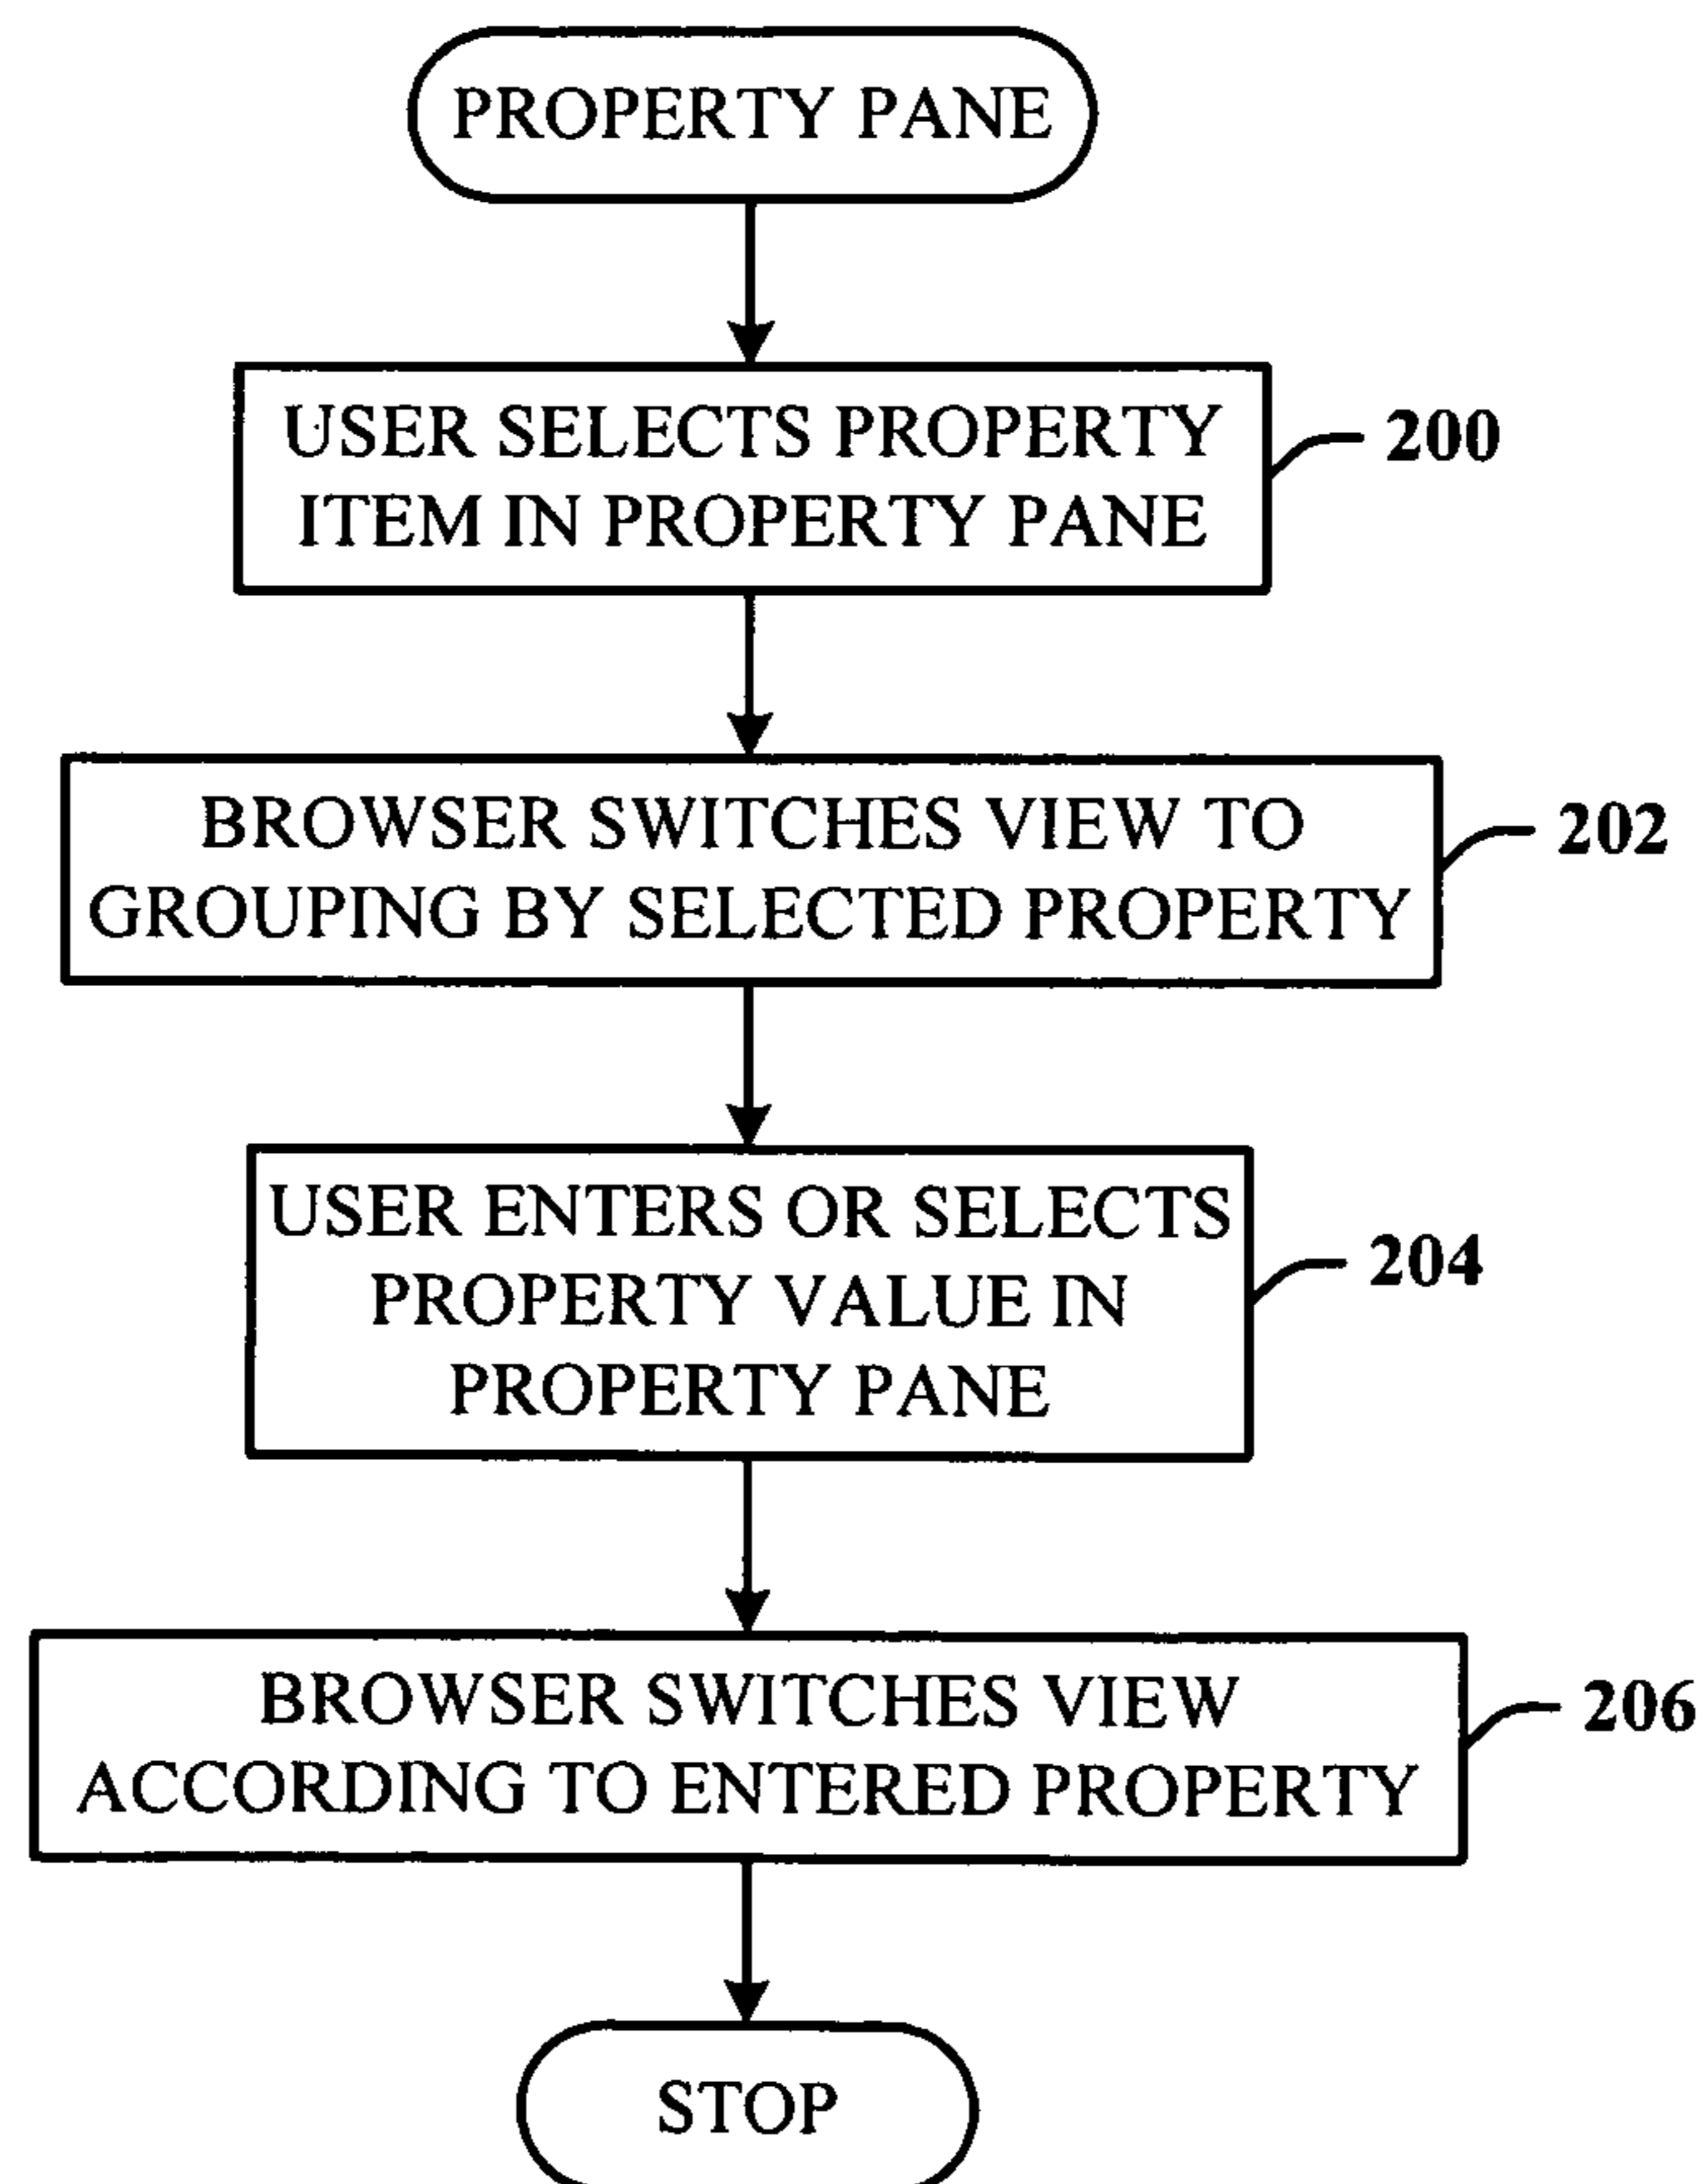 PROPERTY PANE
USER SELECTS PROPERTY
ITEM IN PROPERTY PANE
200
BROWSER SWITCHES VIEW TO
GROUPING BY SELECTED PROPERTY
202
USER ENTERS OR SELECTS
PROPERTY VALUE IN
PROPERTY PANE
204
BROWSER SWITCHES VIEW
ACCORDING TO ENTERED PROPERTY
206
STOP